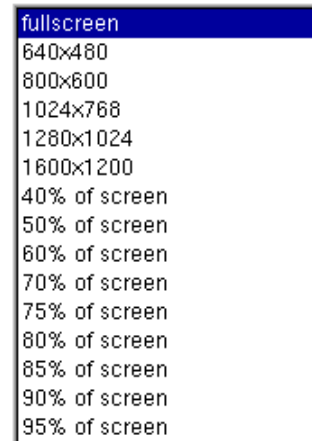 fullscreen
640x480
800x600
1024x768
1280x1024
1600x1200
40% of screen
50% of screen
60% of screen
70% of screen
75% of screen
80% of screen
85% of screen
90% of screen
95% of screen